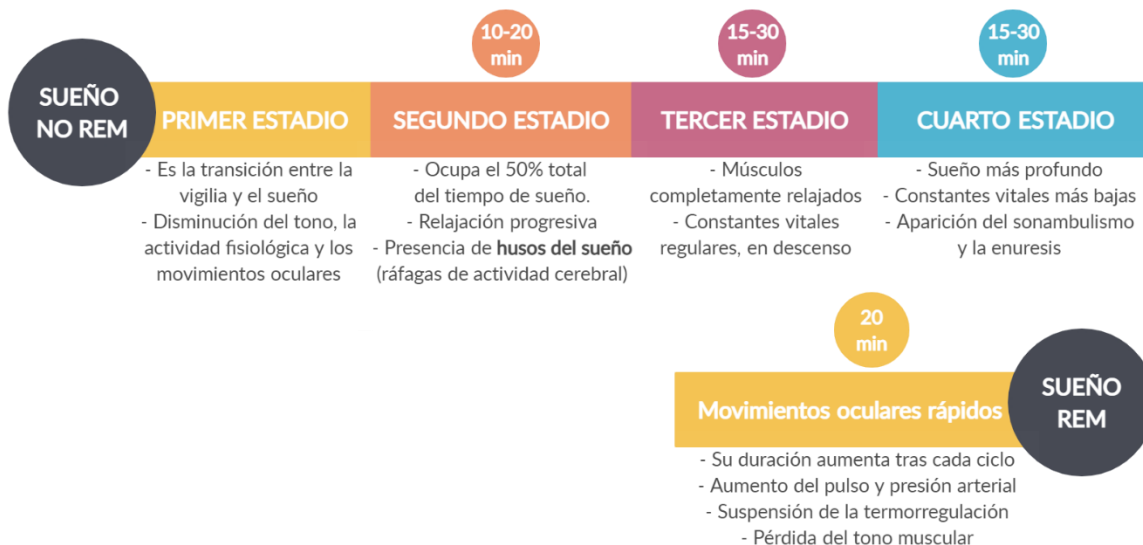 SUEÑO
NO REM
PRIMER ESTADIO
- Es la transición entre la
vigilia y el sueño
- Disminución del tono, la
actividad fisiológica y los
movimientos oculares
10-20
min
SEGUNDO ESTADIO
- Ocupa el 50% total
del tiempo de sueño.
- Relajación progresiva
- Presencia de husos del sueño
(ráfagas de actividad cerebral)
15-30
min
TERCER ESTADIO
- Músculos
completamente relajados
- Constantes vitales
regulares, en descenso
15-30
min
CUARTO ESTADIO
- Sueño más profundo
- Constantes vitales más bajas
- Aparición del sonambulismo
y la enuresis
20
min
Movimientos oculares rápidos
SUEÑO
REM
- Su duración aumenta tras cada ciclo
- Aumento del pulso y presión arterial
- Suspensión de la termorregulación
- Pérdida del tono muscular